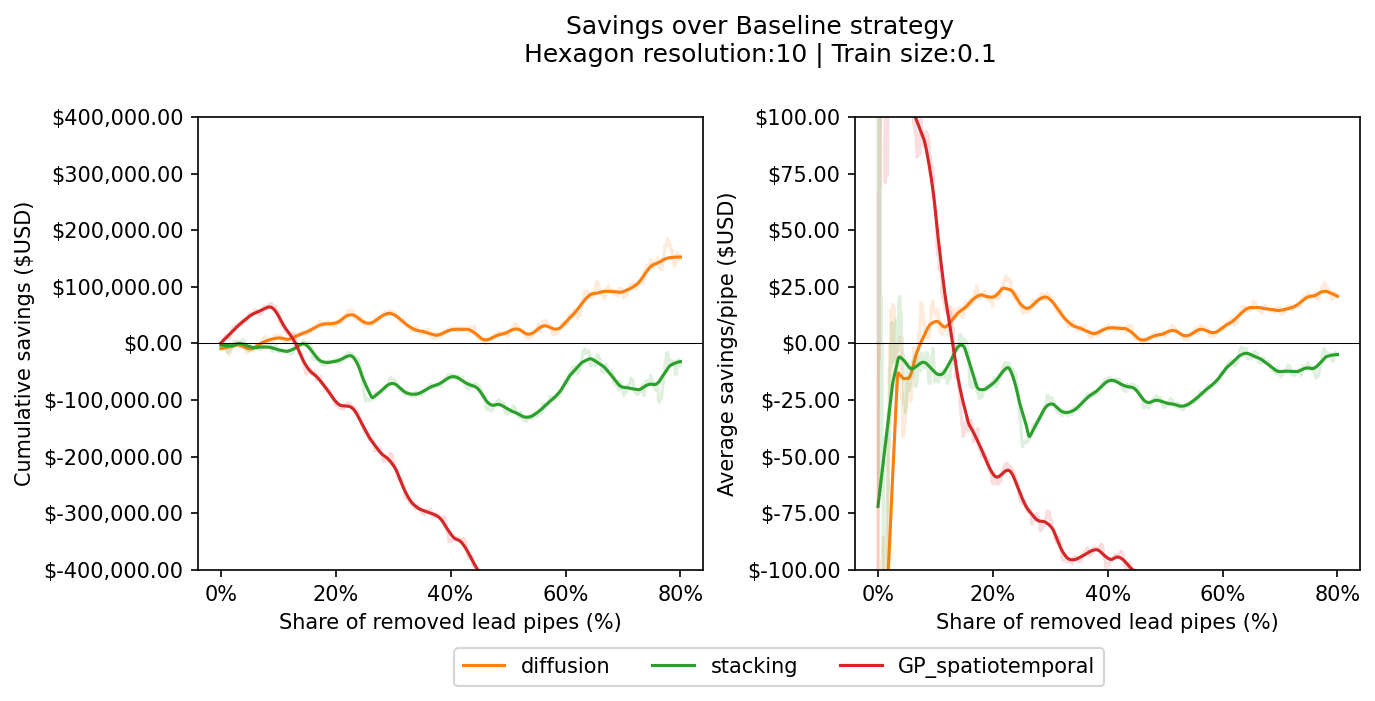 Savings over Baseline strategy
Hexagon resolution:10 | Train size:0.1
Cumulative savings ($USD)
$400,000.00
$300,000.00
$200,000.00
$100,000.00
$0.00
$-100,000.00
$-200,000.00
$-300,000.00
$-400,000.00
0% 20% 40% 60% 80%
Share of removed lead pipes (%)
Average savings/pipe ($USD)
$100.00
$75.00
$50.00
$25.00
$0.00
$-25.00
$-50.00
$-75.00
$-100.00
0% 20% 40% 60% 80%
Share of removed lead pipes (%)
diffusion stacking GP_spatiotemporal